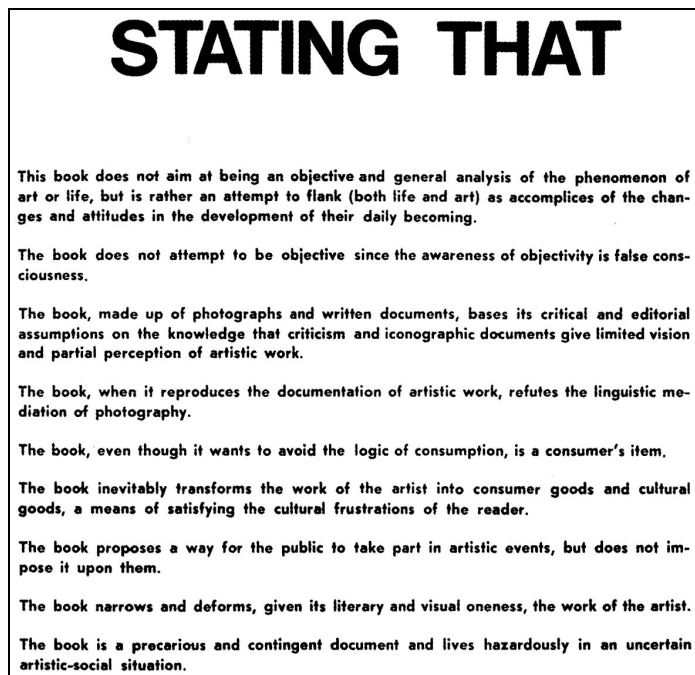 STATING THAT
This book does not aim at being an objective and general analysis of the phenomenon of
art or life, but is rather an attempt to flank (both life and art) as accomplices of the chan-
ges and attitudes in the development of their daily becoming.
The book does not attempt to be objective since the awareness of objectivity is false cons-
ciousness.
The book, made up of photographs and written documents, bases its critical and editorial
assumptions on the knowledge that criticism and iconographic documents give limited vision
and partial perception of artistic work.
The book, when it reproduces the documentation of artistic work, refutes the linguistic me-
diation of photography.
The book, even though it wants to avoid the logic of consumption, is a consumer's item.
The book inevitably transforms the work of the artist into consumer goods and cultural
goods, a means of satisfying the cultural frustrations of the reader.
The book proposes a way for the public to take part in artistic events, but does not im-
pose it upon them.
The book narrows and deforms, given its literary and visual oneness, the work of the artist.
The book is a precarious and contingent document and lives hazardously in an uncertain
artistic-social situation.